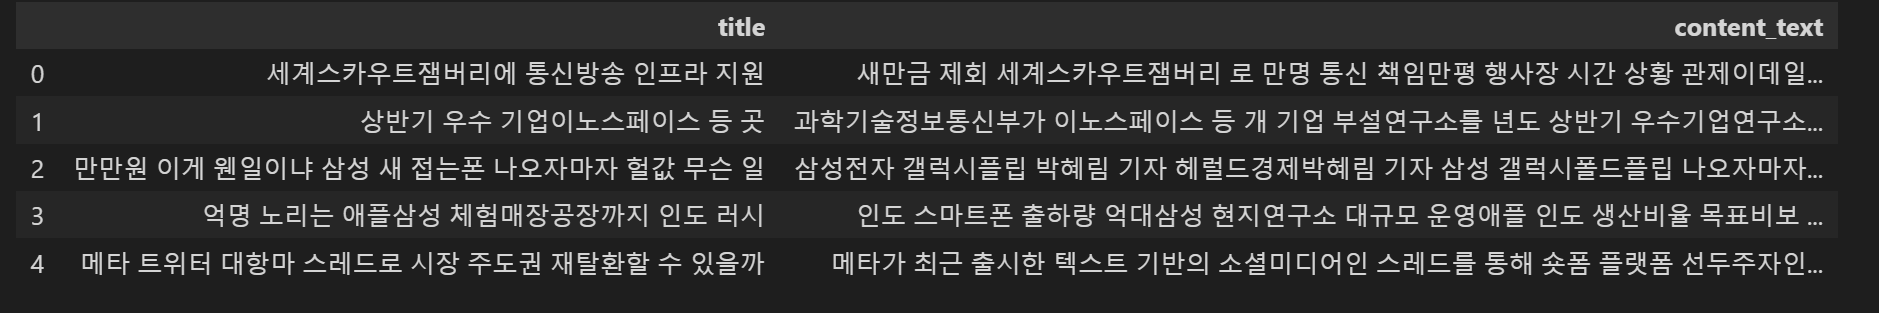 title content_text
0 세계스카우트잼버리에 통신방송 인프라 지원 새만금 제회 세계스카우트잼버리 로 만명 통신 책임만평 행사장 시간 상황 관제이데일...
1 상반기 우수 기업이노스페이스 등 곳 과학기술정보통신부가 이노스페이스 등 개 기업 부설연구소를 년도 상반기 우수기업연구소...
2 만만원 이게 웬일이냐 삼성 새 접는폰 나오자마자 헐값 무슨 일 삼성전자 갤럭시플립 박혜림 기자 헤럴드경제박혜림 기자 삼성 갤럭시폴드플립 나오자마자...
3 억명 노리는 애플삼성 체험매장공장까지 인도 러시 인도 스마트폰 출하량 억대삼성 현지연구소 대규모 운영애플 인도 생산비율 목표비보 ...
4 메타 트위터 대항마 스레드로 시장 주도권 재탈환할 수 있을까 메타가 최근 출시한 텍스트 기반의 소셜미디어인 스레드를 통해 숏폼 플랫폼 선두주자인...